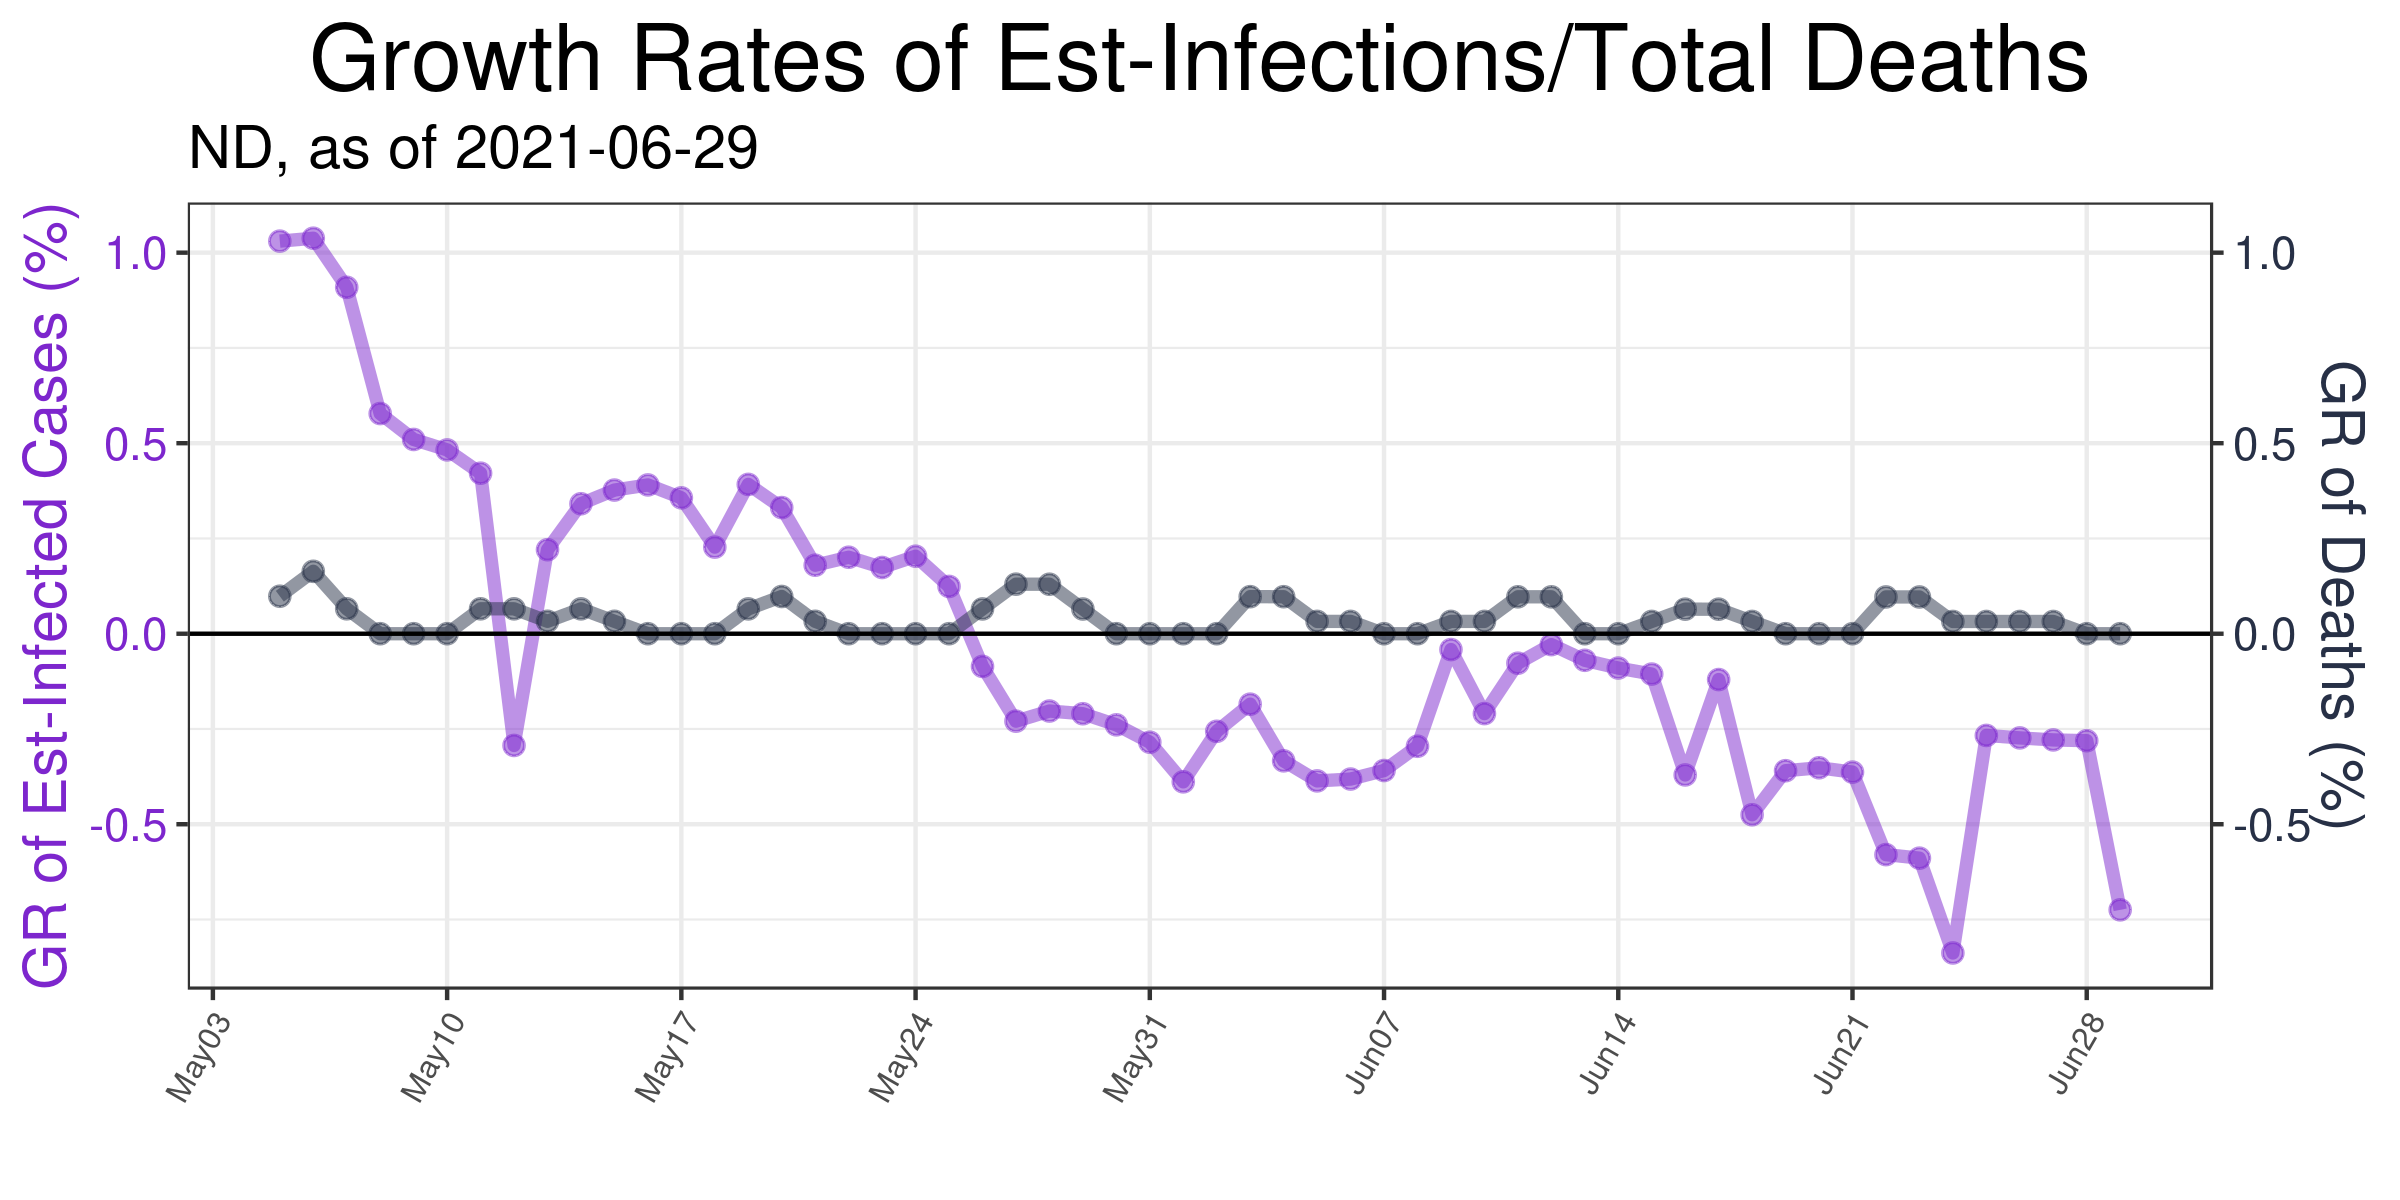 Growth Rates of Est-Infections/Total Deaths
ND, as of 2021-06-29
GR of Est-Infected Cases (%)
1.0
0.5
0.0
-0.5
1.0
0.5
0.0
-0.5
GR of Deaths (%)
May03
May10
May17
May24
May31
Jun07
Jun14
Jun21
Jun28